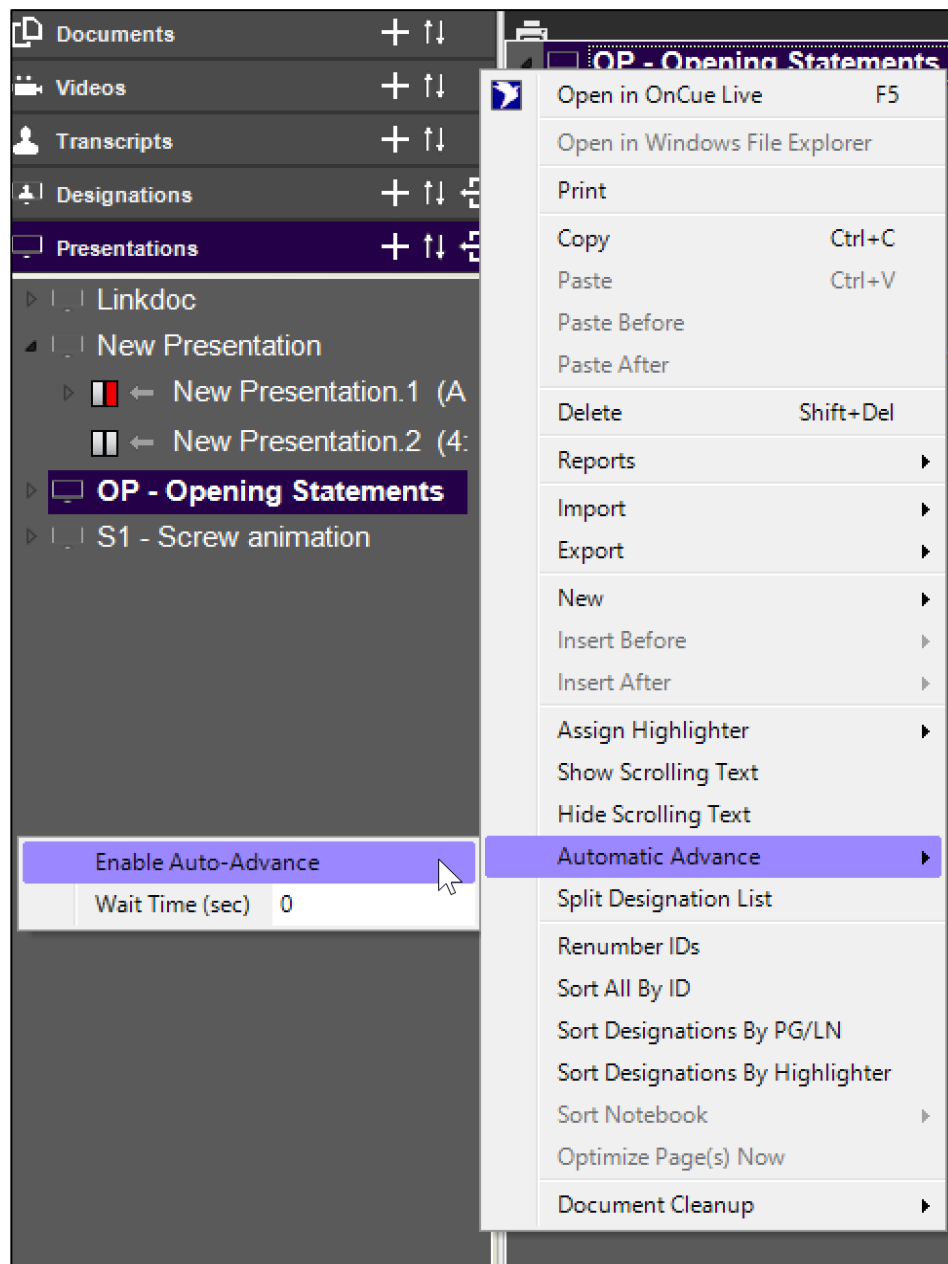 Documents
Videos
Transcripts
Designations
Presentations
Linkdoc
New Presentation
New Presentation.1 (A
New Presentation.2 (4:
OP - Opening Statements
S1 - Screw animation
OP - Opening Statements
Open in OnCue Live F5
Open in Windows File Explorer
Print
Copy Ctrl+C
Paste Ctrl+V
Paste Before
Paste After
Delete Shift+Del
Reports
Import
Export
New
Insert Before
Insert After
Assign Highlighter
Show Scrolling Text
Hide Scrolling Text
Automatic Advance
Enable Auto-Advance
Wait Time (sec) 0
Split Designation List
Renumber IDs
Sort All By ID
Sort Designations By PG/LN
Sort Designations By Highlighter
Sort Notebook
Optimize Page(s) Now
Document Cleanup